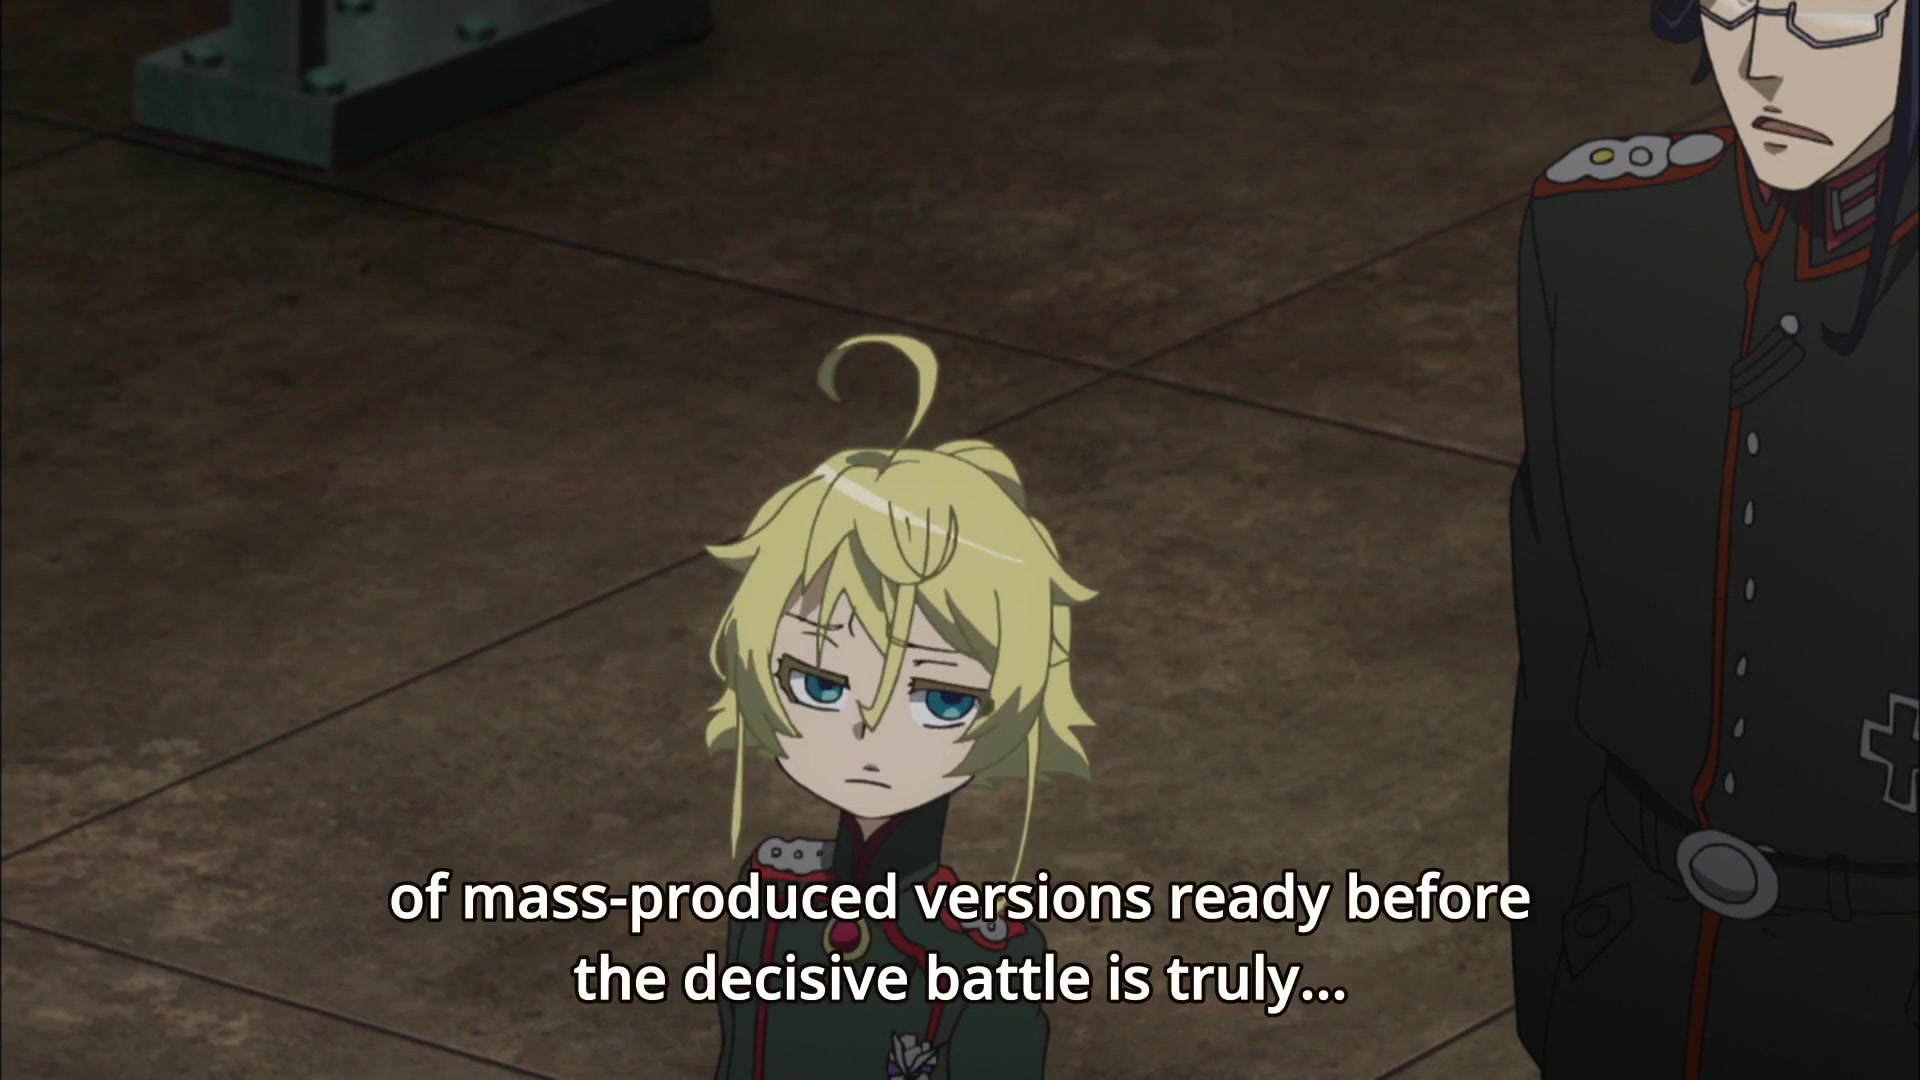 of mass-produced versions ready before
the decisive battle is truly...